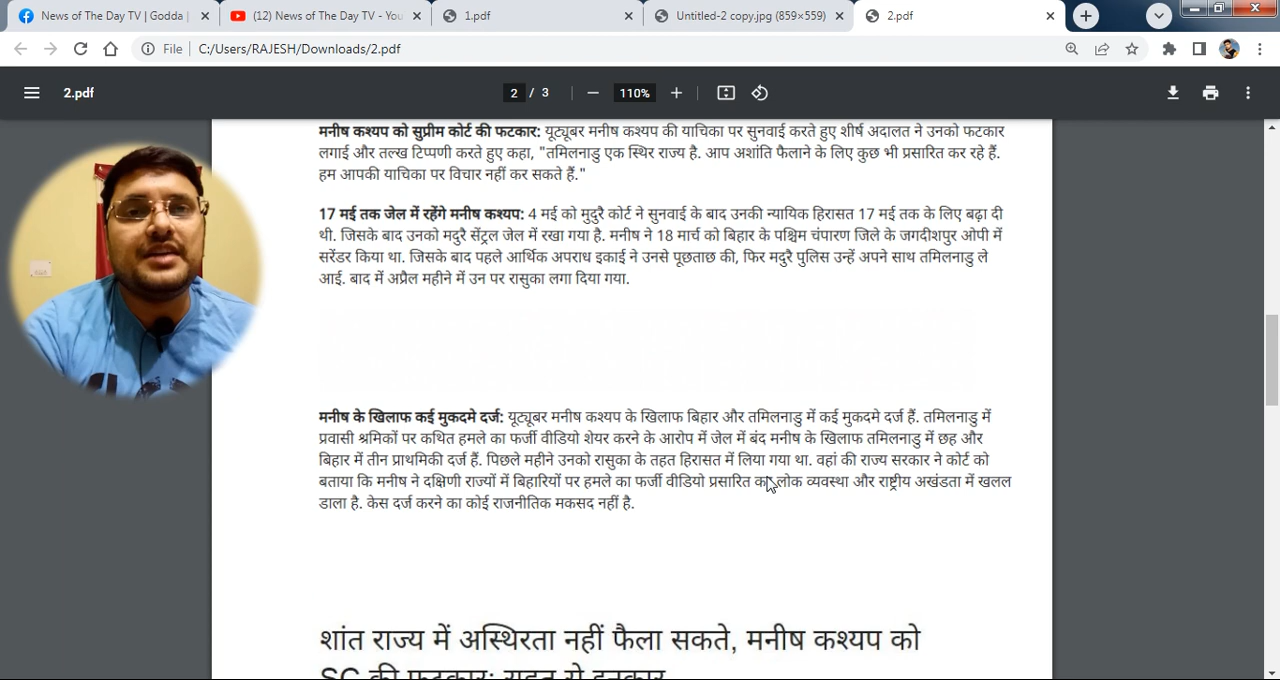 News of The Day TV | Godda |
(12) News of The Day TV - You
1.pdf
Untitled-2 copy.jpg (859×559)
2.pdf
File
C:/Users/RAJESH/Downloads/2.pdf
2.pdf
2 / 3
110%
मनीष कश्यप को सुप्रीम कोर्ट की फटकार: यूट्यूबर मनीष कश्यप की याचिका पर सुनवाई करते हुए शीर्ष अदालत ने उनको फटकार
लगाई और तल्ख टिप्पणी करते हुए कहा, "तमिलनाडु एक स्थिर राज्य है. आप अशांति फैलाने के लिए कुछ भी प्रसारित कर रहे हैं.
हम आपकी याचिका पर विचार नहीं कर सकते हैं."
17 मई तक जेल में रहेंगे मनीष कश्यप: 4 मई को मुदुरै कोर्ट ने सुनवाई के बाद उनकी न्यायिक हिरासत 17 मई तक के लिए बढ़ा दी
थी. जिसके बाद उनको मदुरै सेंट्रल जेल में रखा गया है. मनीष ने 18 मार्च को बिहार के पश्चिम चंपारण जिले के जगदीशपुर ओपी में
सरेंडर किया था. जिसके बाद पहले आर्थिक अपराध इकाई ने उनसे पूछताछ की, फिर मदुरै पुलिस उन्हें अपने साथ तमिलनाडु ले
आई. बाद में अप्रैल महीने में उन पर रासुका लगा दिया गया.
मनीष के खिलाफ कई मुकदमे दर्ज: यूट्यूबर मनीष कश्यप के खिलाफ बिहार और तमिलनाडु में कई मुकदमे दर्ज हैं. तमिलनाडु में
प्रवासी श्रमिकों पर कथित हमले का फर्जी वीडियो शेयर करने के आरोप में जेल में बंद मनीष के खिलाफ तमिलनाडु में छह और
बिहार में तीन प्राथमिकी दर्ज हैं. पिछले महीने उनको रासुका के तहत हिरासत में लिया गया था. वहां की राज्य सरकार ने कोर्ट को
बताया कि मनीष ने दक्षिणी राज्यों में बिहारियों पर हमले का फर्जी वीडियो प्रसारित लोक व्यवस्था और राष्ट्रीय अखंडता में खलल
डाला है. केस दर्ज करने का कोई राजनीतिक मकसद नहीं है.
शांत राज्य में अस्थिरता नहीं फैला सकते, मनीष कश्यप को
SC की फटकार; राहत से इनकार